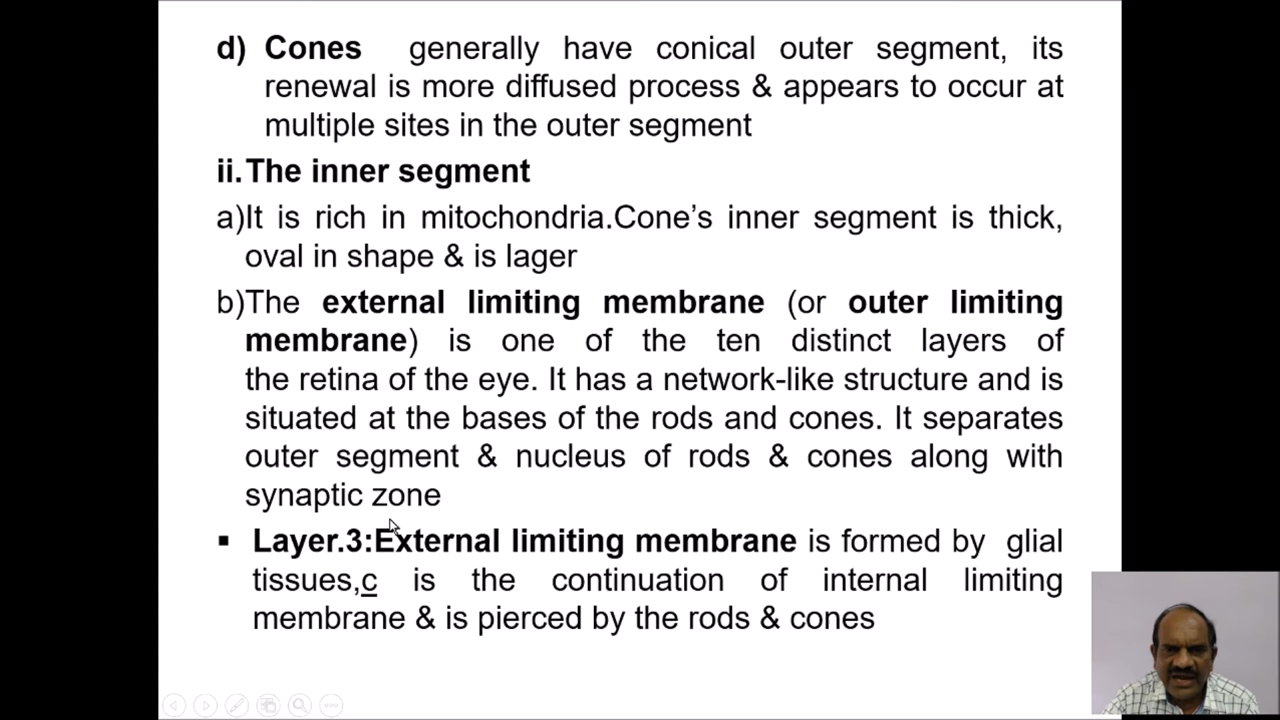 d) Cones generally have conical outer segment, its
renewal is more diffused process & appears to occur at
multiple sites in the outer segment
ii.The inner segment
a)It is rich in mitochondria.Cone’s inner segment is thick,
oval in shape & is lager
b)The external limiting membrane (or outer limiting
membrane) is one of the ten distinct layers of
the retina of the eye. It has a network-like structure and is
situated at the bases of the rods and cones. It separates
outer segment & nucleus of rods & cones along with
synaptic zone
▪ Layer.3:External limiting membrane is formed by glial
tissues,c is the continuation of internal limiting
membrane & is pierced by the rods & cones